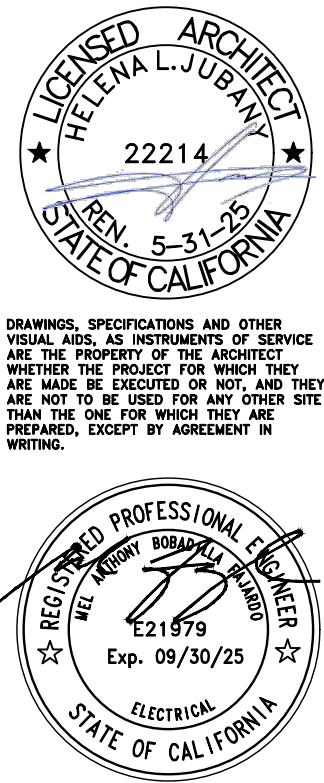 LICENSED ARCHITECT
HELENA L. JUBANY
22214
REN. 5-31-25
STATE OF CALIFORNIA
DRAWINGS, SPECIFICATIONS AND OTHER
VISUAL AIDS, AS INSTRUMENTS OF SERVICE
ARE THE PROPERTY OF THE ARCHITECT
WHETHER THE PROJECT FOR WHICH THEY
ARE MADE BE EXECUTED OR NOT, AND THEY
ARE NOT TO BE USED FOR ANY OTHER SITE
THAN THE ONE FOR WHICH THEY ARE
PREPARED, EXCEPT BY AGREEMENT IN
WRITING.
REGISTERED PROFESSIONAL ENGINEER
MEL ANTHONY BOBADILLA FAJARDO
E21979
Exp. 09/30/25
ELECTRICAL
STATE OF CALIFORNIA